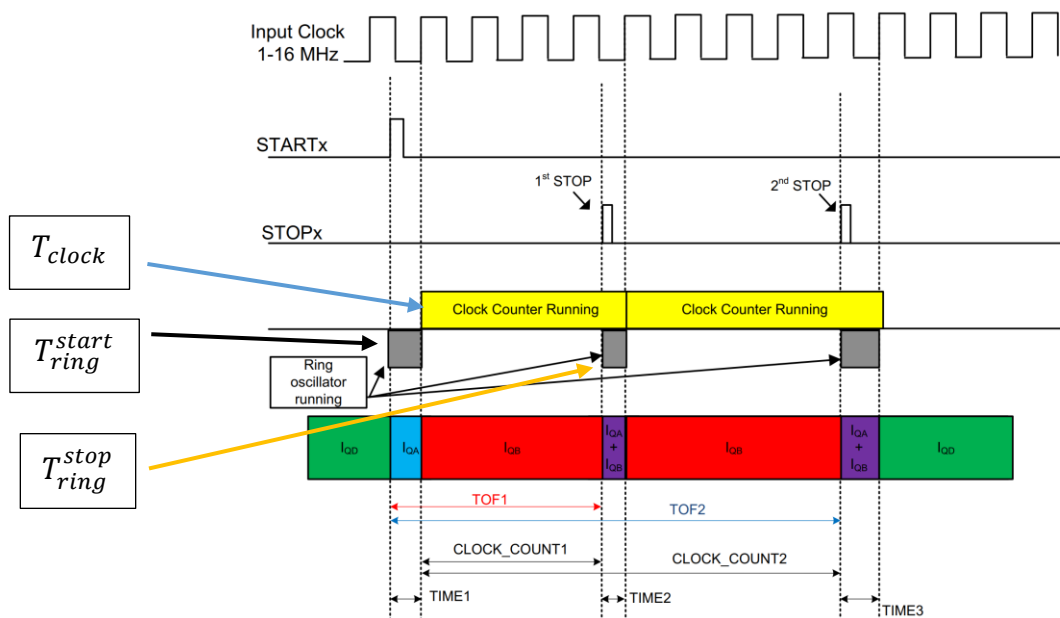 Input Clock
1-16 MHz
STARTx
1st STOP
2nd STOP
STOPx
T_clock
Clock Counter Running
Clock Counter Running
T_ring^start
Ring
oscillator
running
T_ring^stop
IQD
IQA
IQB
IQA
+
IQB
IQB
IQA
+
IQB
IQD
TOF1
TOF2
CLOCK_COUNT1
CLOCK_COUNT2
TIME1
TIME2
TIME3